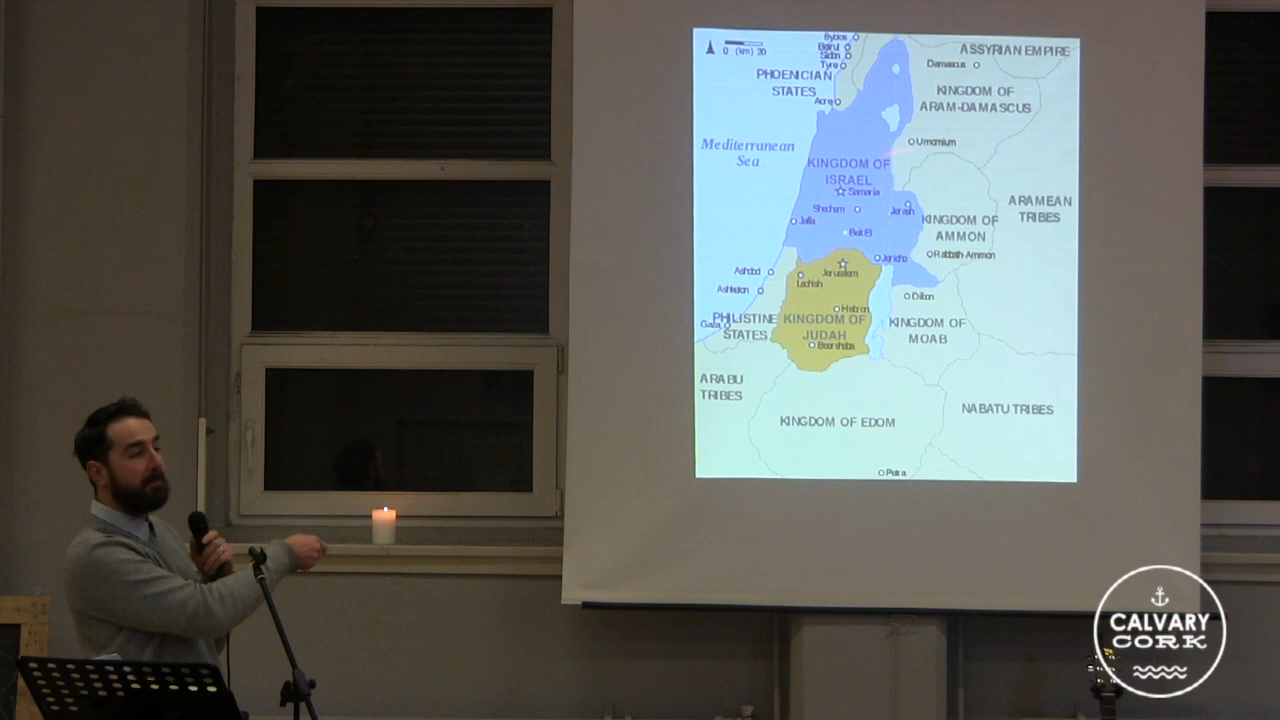 0 (km) 20
Byblos
Beirut
Sidon
Tyre
ASSYRIAN EMPIRE
Damascus
PHOENICIAN
STATES
KINGDOM OF
ARAM-DAMASCUS
Acre
Mediterranean
Sea
KINGDOM OF
ISRAEL
Samaria
Shechem
Jaffa
Beit El
Jerash
KINGDOM OF
AMMON
ARAMEAN
TRIBES
Rabbath Ammon
Jericho
Ashdod
Jerusalem
Lachish
Ashkelon
Dibon
Hebron
Gaza
PHILISTINE
STATES
KINGDOM OF
JUDAH
KINGDOM OF
MOAB
Beersheba
ARABU
TRIBES
KINGDOM OF EDOM
NABATU TRIBES
Petra
CALVARY
CORK